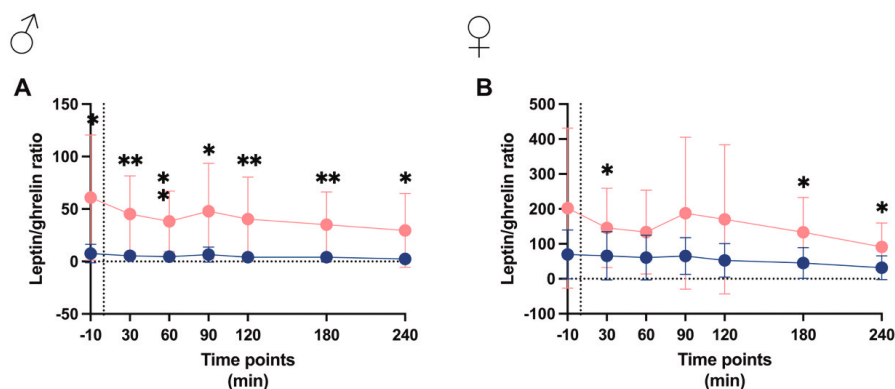 ♂
♀
A
B
Leptin/ghrelin ratio
150
100
50
0
-50
* ** ** * ** ** *
-10 30 60 90 120 180 240
Time points
(min)
Leptin/ghrelin ratio
500
400
300
200
100
0
-100
* * *
-10 30 60 90 120 180 240
Time points
(min)